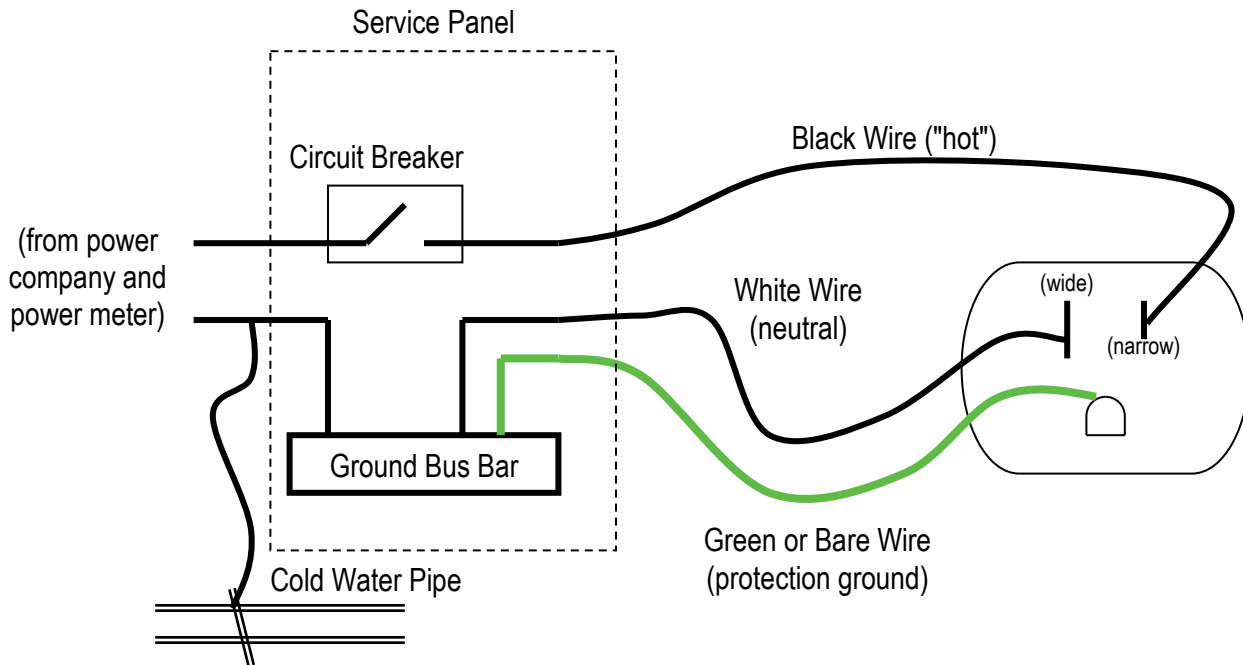 Service Panel
Circuit Breaker
Black Wire ("hot")
(from power
company and
power meter)
White Wire
(neutral)
(wide)
(narrow)
Ground Bus Bar
Green or Bare Wire
(protection ground)
Cold Water Pipe